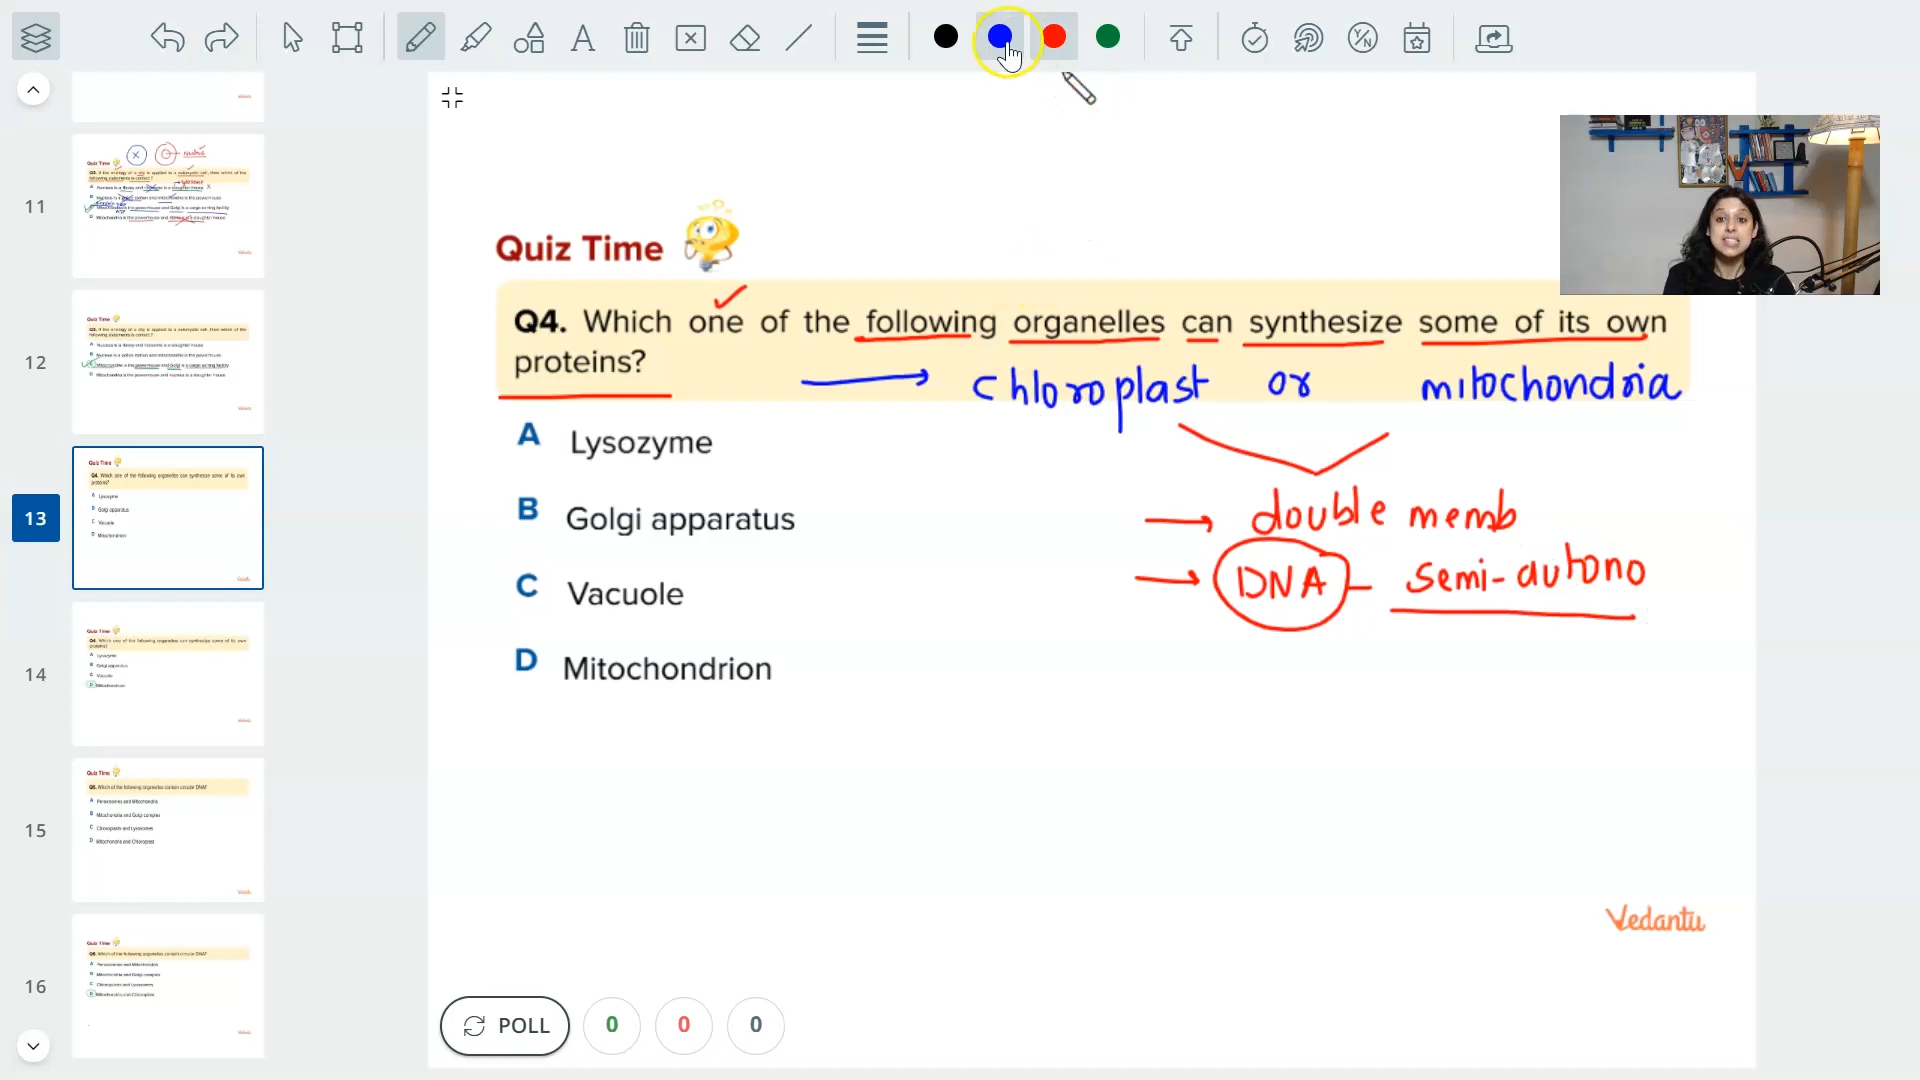 11
12
13
14
15
16
Quiz Time
Q4. Which one of the following organelles can synthesize some of its own
proteins?
→ Chloroplast or mitochondria
A Lysozyme
B Golgi apparatus
C Vacuole
D Mitochondrion
→ double memb
→ DNA – semi-autono
Vedantu
POLL 0 0 0
Y/N